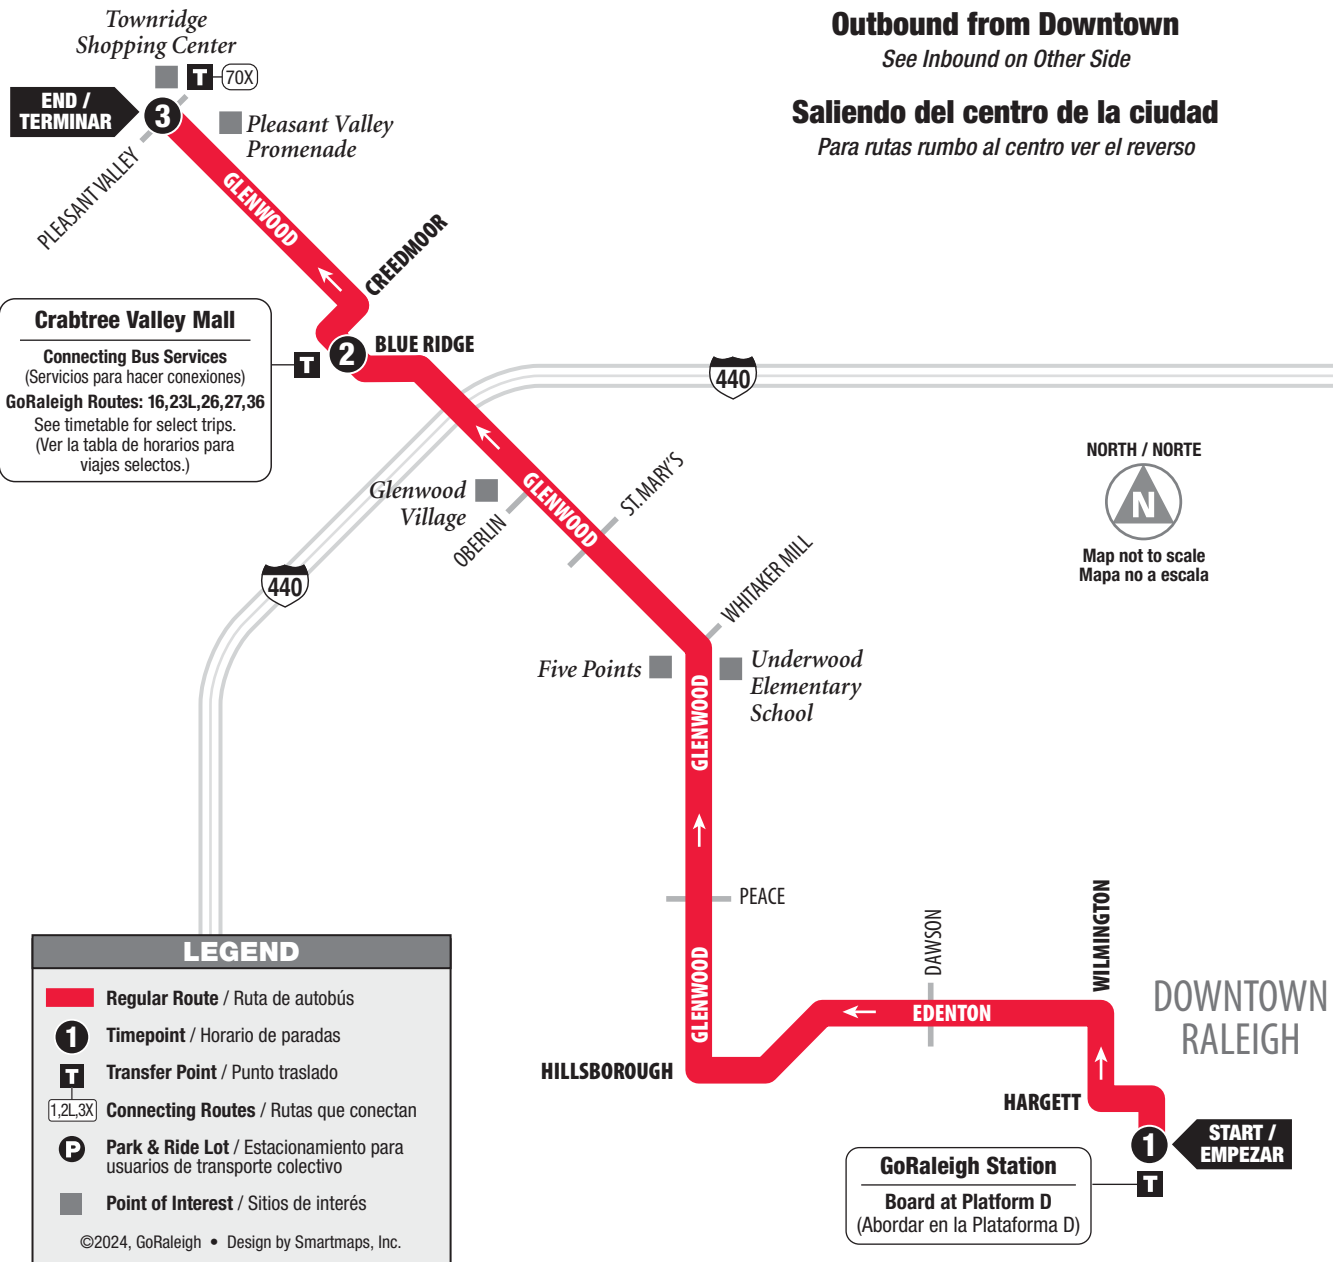 Outbound from Downtown
See Inbound on Other Side
Saliendo del centro de la ciudad
Para rutas rumbo al centro ver el reverso
Townridge
Shopping Center
T
70X
END /
TERMINAR
3
Pleasant Valley
Promenade
PLEASANT VALLEY
GLENWOOD
CREEDMOOR
Crabtree Valley Mall
Connecting Bus Services
(Servicios para hacer conexiones)
GoRaleigh Routes: 16,23L,26,27,36
See timetable for select trips.
(Ver la tabla de horarios para
viajes selectos.)
T
2
BLUE RIDGE
440
NORTH / NORTE
N
Map not to scale
Mapa no a escala
Glenwood
Village
OBERLIN
GLENWOOD
ST. MARY'S
440
WHITAKER MILL
Five Points
Underwood
Elementary
School
GLENWOOD
PEACE
GLENWOOD
HILLSBOROUGH
DAWSON
EDENTON
WILMINGTON
DOWNTOWN
RALEIGH
HARGETT
1
START /
EMPEZAR
T
GoRaleigh Station
Board at Platform D
(Abordar en la Plataforma D)
LEGEND
Regular Route / Ruta de autobús
1 Timepoint / Horario de paradas
T Transfer Point / Punto traslado
1,2L,3X Connecting Routes / Rutas que conectan
P Park & Ride Lot / Estacionamiento para
usuarios de transporte colectivo
Point of Interest / Sitios de interés
©2024, GoRaleigh • Design by Smartmaps, Inc.